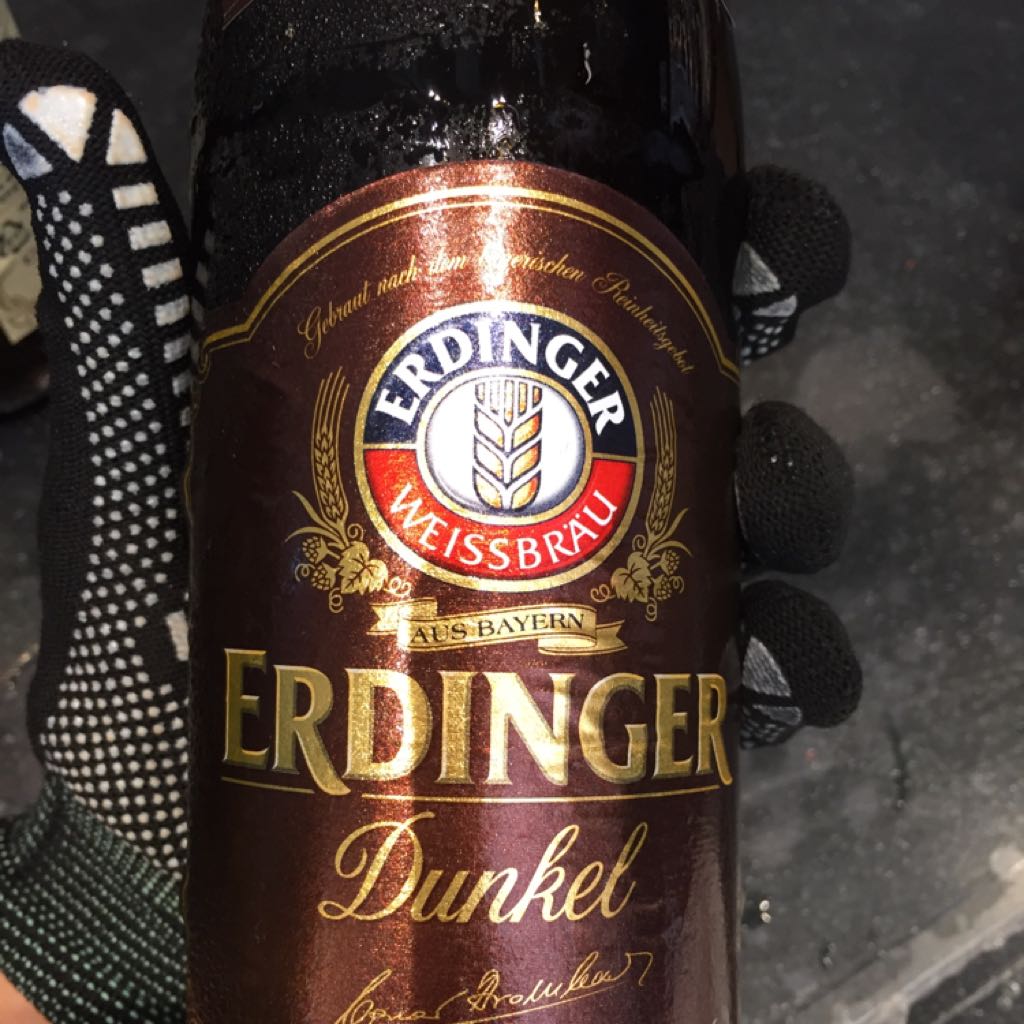 Gebraut nach dem bayerischen Reinheitsgebot
ERDINGER
WEISSBRÄU
AUS BAYERN
ERDINGER
Dunkel